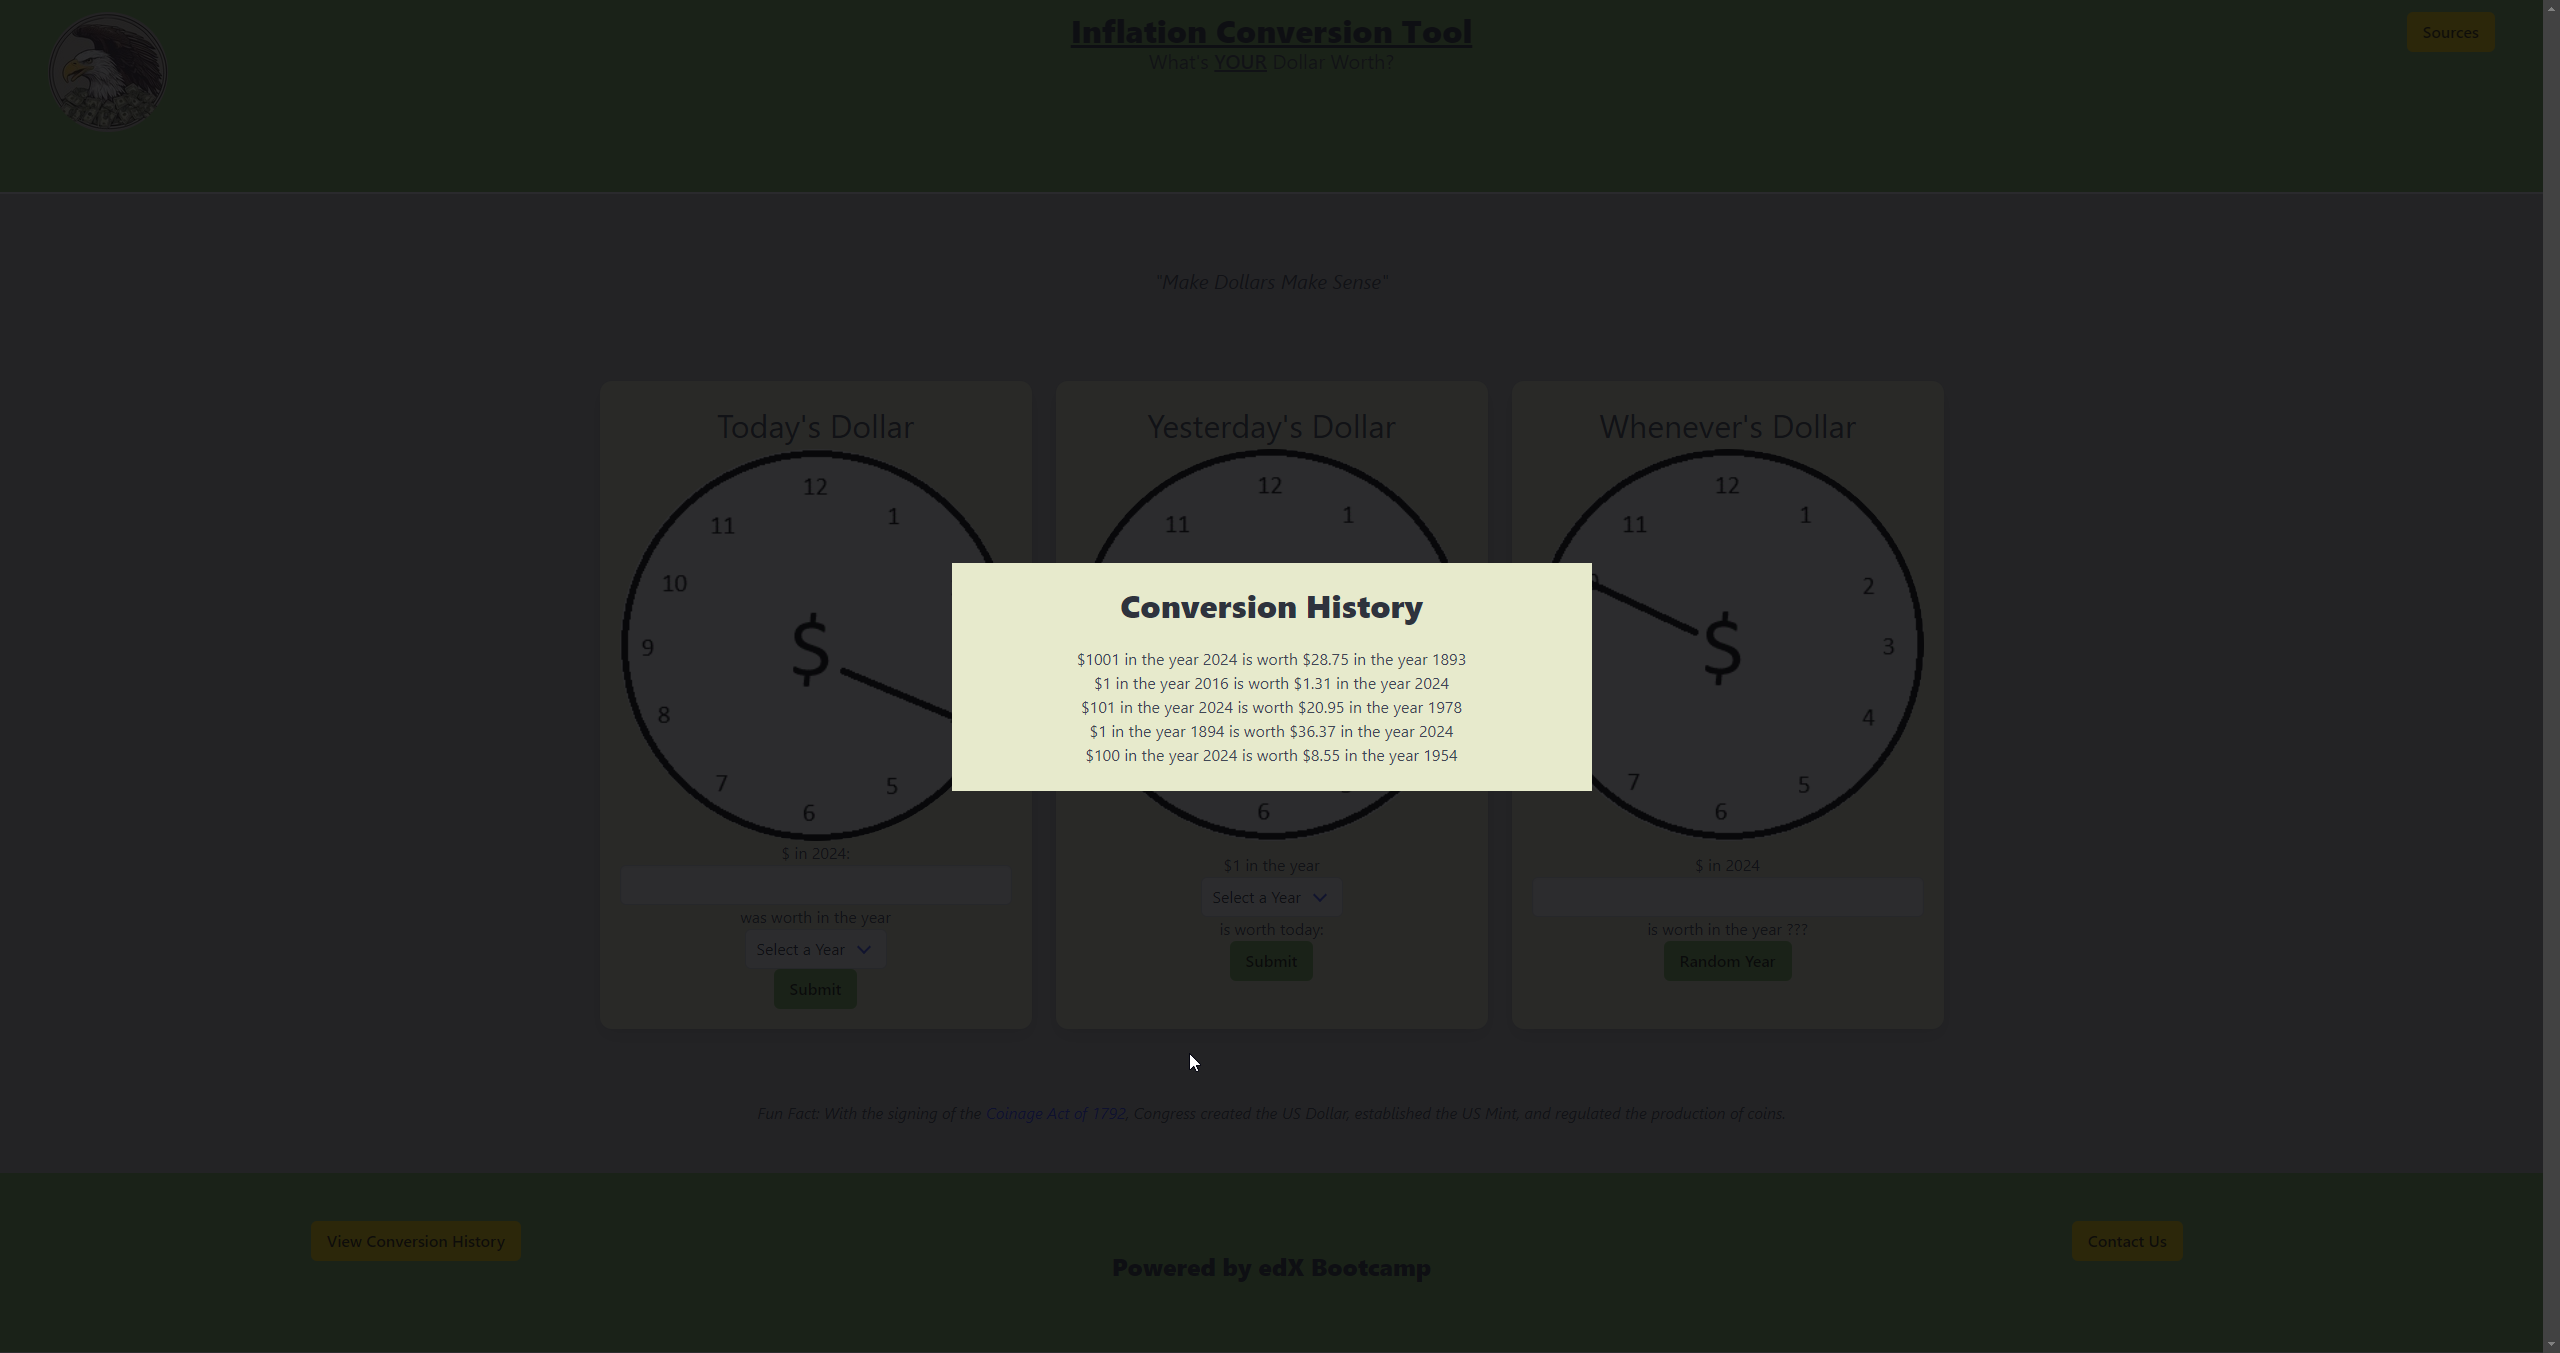 Inflation Conversion Tool
What's YOUR Dollar Worth?
Sources
"Make Dollars Make Sense"
Today's Dollar
12
1
11
10
$
9
8
7
5
6
$ in 2024:
was worth in the year
Select a Year
Submit
Yesterday's Dollar
12
1
11
6
$1 in the year
Select a Year
is worth today:
Submit
Whenever's Dollar
12
1
11
2
$
3
4
7
5
6
$ in 2024
is worth in the year ???
Random Year
Conversion History
$1001 in the year 2024 is worth $28.75 in the year 1893
$1 in the year 2016 is worth $1.31 in the year 2024
$101 in the year 2024 is worth $20.95 in the year 1978
$1 in the year 1894 is worth $36.37 in the year 2024
$100 in the year 2024 is worth $8.55 in the year 1954
Fun Fact: With the signing of the Coinage Act of 1792, Congress created the US Dollar, established the US Mint, and regulated the production of coins.
View Conversion History
Powered by edX Bootcamp
Contact Us